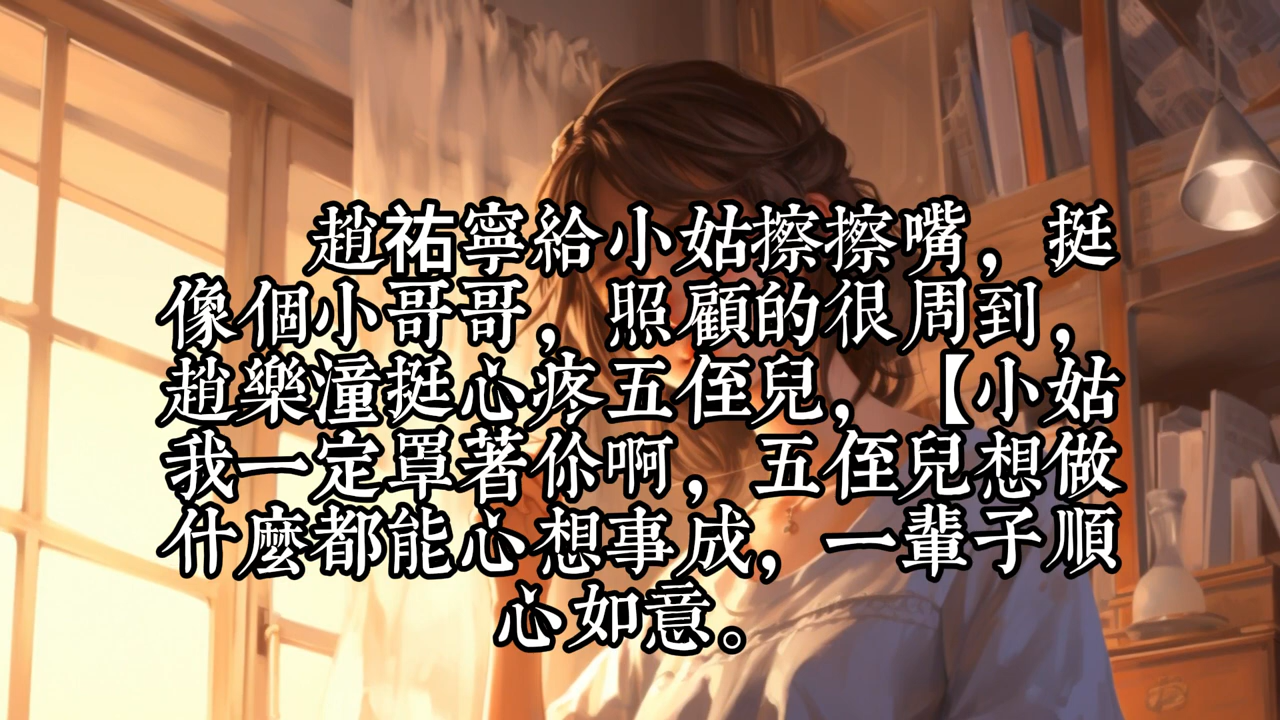 趙祐寧給小姑擦擦嘴，挺
像個小哥哥，照顧的很周到，
趙樂潼挺心疼五侄兒，【小姑
我一定罩著你啊，五侄兒想做
什麼都能心想事成，一輩子順
心如意。